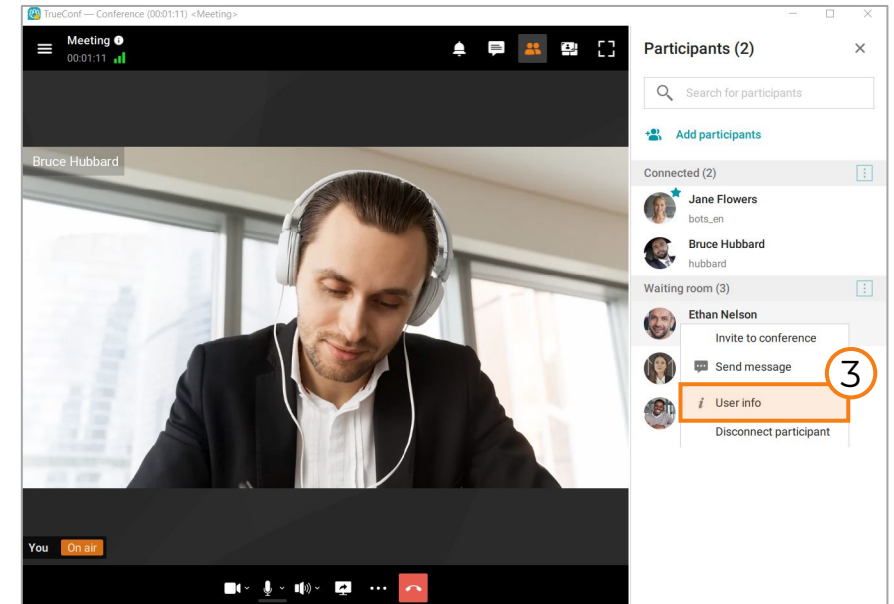 TrueConf — Conference (00:01:11) <Meeting>
Meeting
00:01:11
Bruce Hubbard
You On air
Participants (2)
Search for participants
Add participants
Connected (2)
Jane Flowers
bots_en
Bruce Hubbard
hubbard
Waiting room (3)
Ethan Nelson
Invite to conference
Send message
3
User info
Disconnect participant